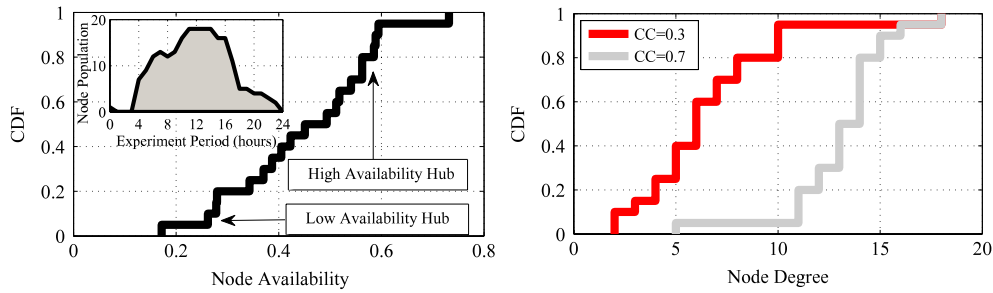 1
0.8
0.6
0.4
0.2
0
CDF
0 0.2 0.4 0.6 0.8
Node Availability
20
10
0
Node Population
0 4 8 12 16 20 24
Experiment Period (hours)
High Availability Hub
Low Availability Hub
1
0.8
0.6
0.4
0.2
0
CDF
CC=0.3
CC=0.7
0 5 10 15 20
Node Degree